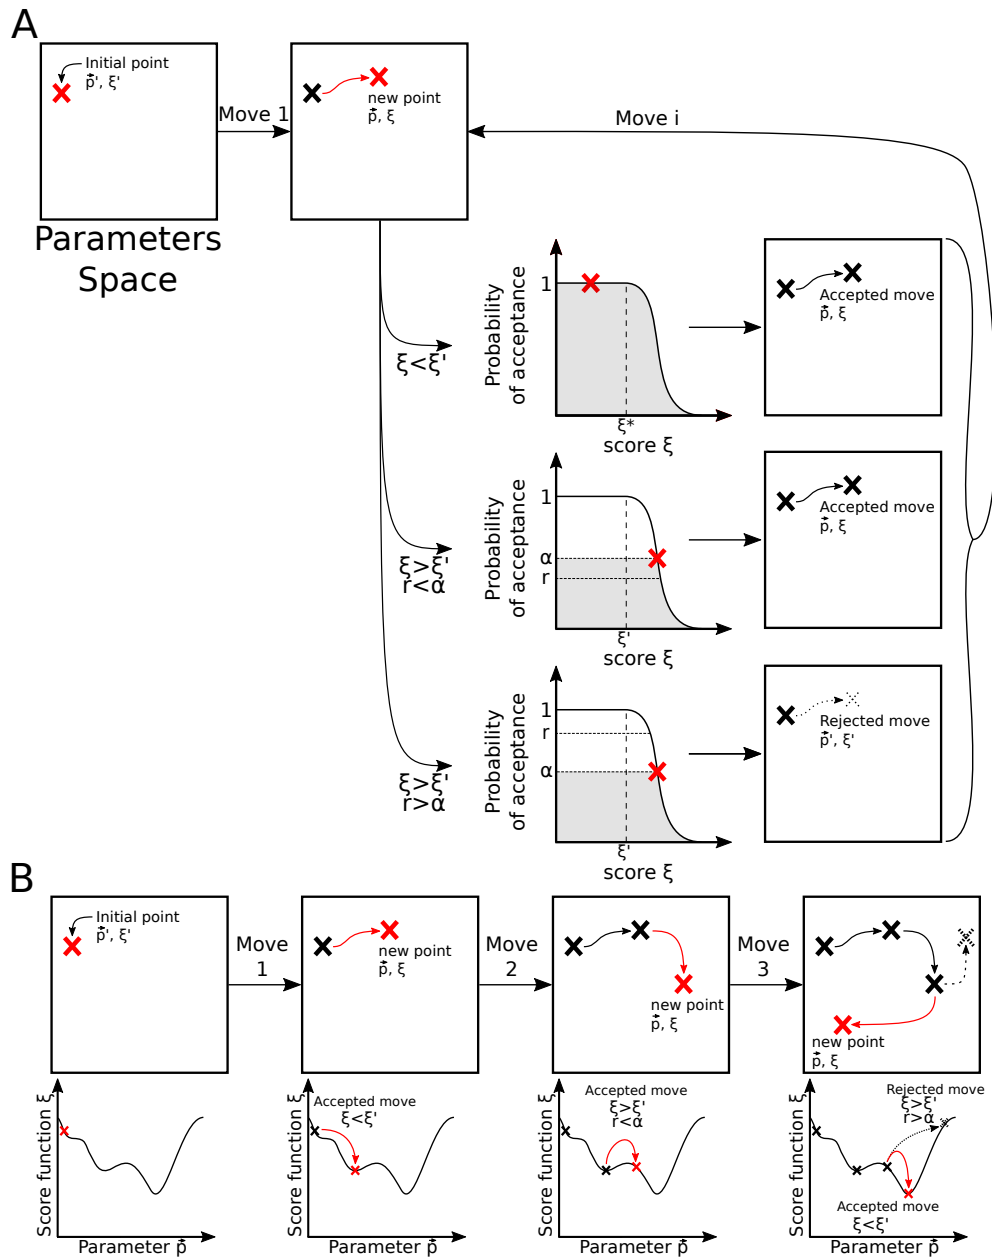 A
Initial point
p⃗', ξ'
Move 1
new point
p⃗, ξ
Move i
Parameters
Space
ξ<ξ'
Probability
of acceptance
1
ξ*
score ξ
Accepted move
p⃗, ξ
ξ>ξ'
r<α
Probability
of acceptance
1
α
r
ξ'
score ξ
Accepted move
p⃗, ξ
ξ>ξ'
r>α
Probability
of acceptance
1
r
α
ξ'
score ξ
Rejected move
p⃗', ξ'
B
Initial point
p⃗', ξ'
Move
1
new point
p⃗, ξ
Move
2
new point
p⃗, ξ
Move
3
new point
p⃗, ξ
Score function ξ
Parameter p⃗
Score function ξ
Accepted move
ξ<ξ'
Parameter p⃗
Score function ξ
Accepted move
ξ>ξ'
r<α
Parameter p⃗
Score function ξ
Rejected move
ξ>ξ'
r>α
Accepted move
ξ<ξ'
Parameter p⃗